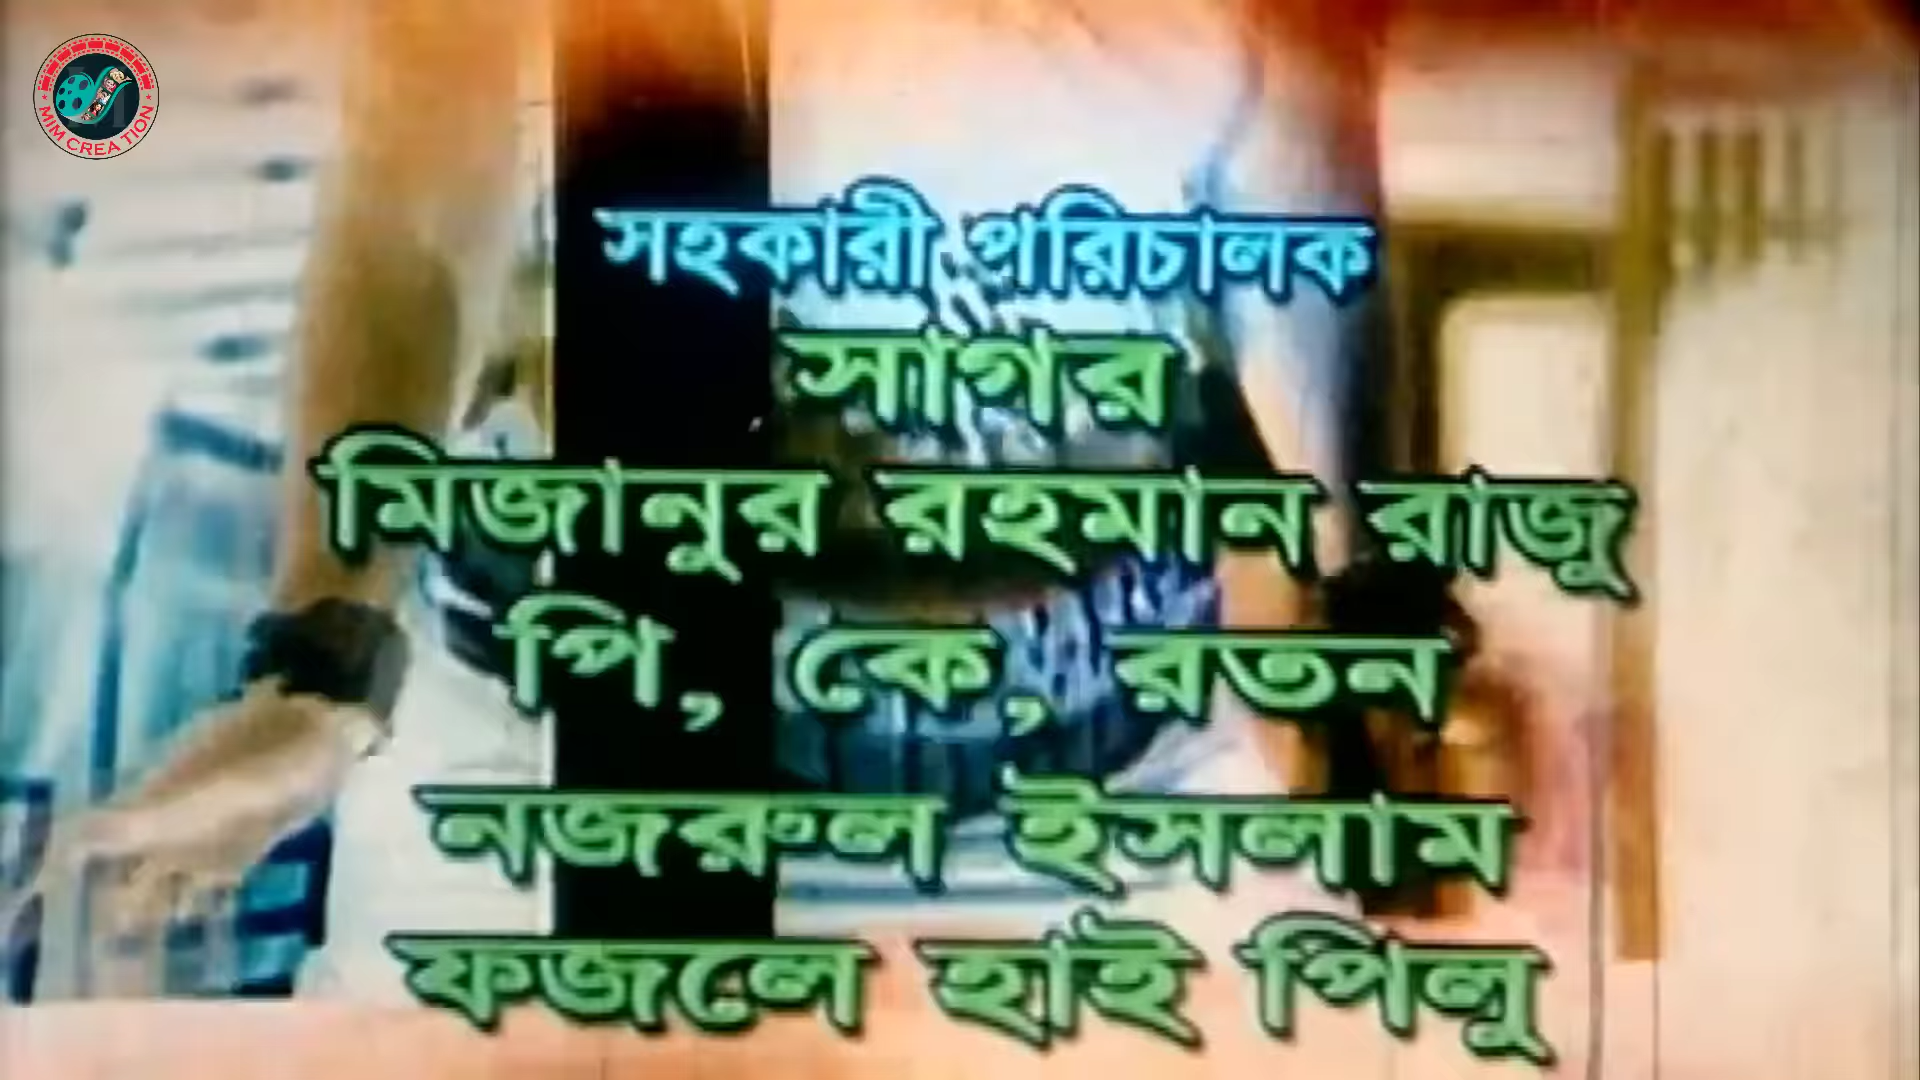 MIM CREATION
সহকারী পরিচালক
সাগর
মিজানুর রহমান রাজু
পি, কে, রতন
নজরুল ইসলাম
ফজলে হাই পিলু